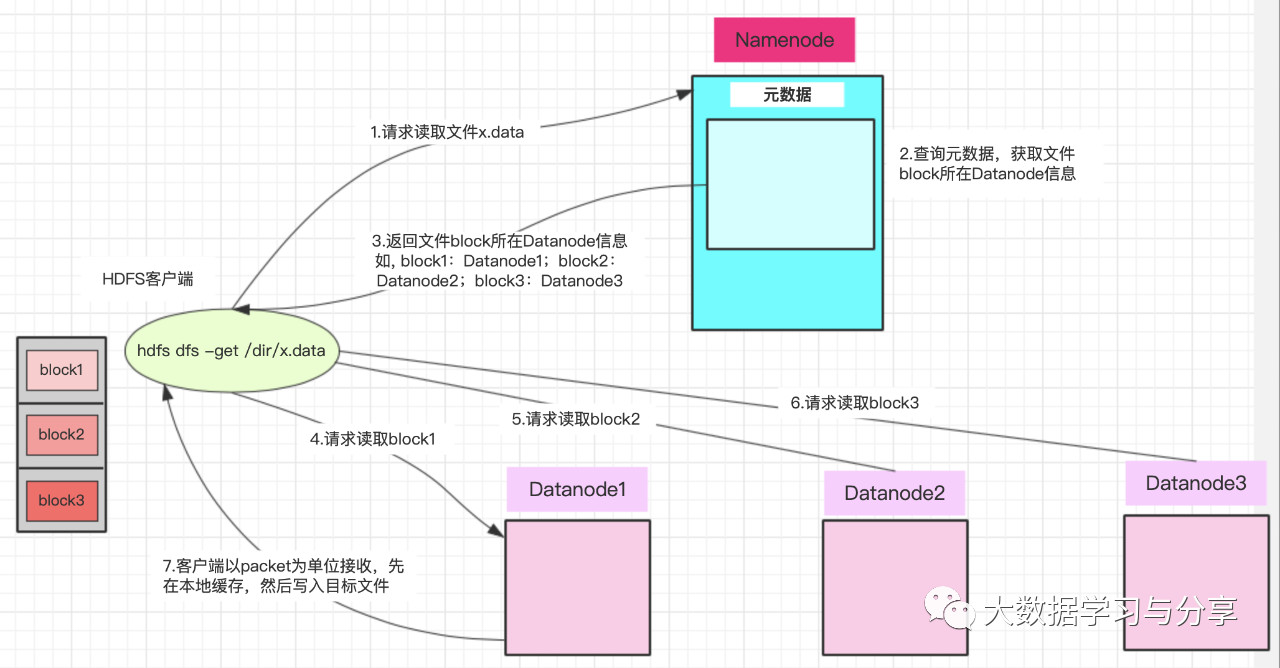 Namenode
元数据
1.请求读取文件x.data
2.查询元数据，获取文件
block所在Datanode信息
3.返回文件block所在Datanode信息
如, block1：Datanode1；block2：
Datanode2；block3：Datanode3
HDFS客户端
hdfs dfs -get /dir/x.data
block1
block2
block3
4.请求读取block1
5.请求读取block2
6.请求读取block3
Datanode1
Datanode2
Datanode3
7.客户端以packet为单位接收，先
在本地缓存，然后写入目标文件
大数据学习与分享